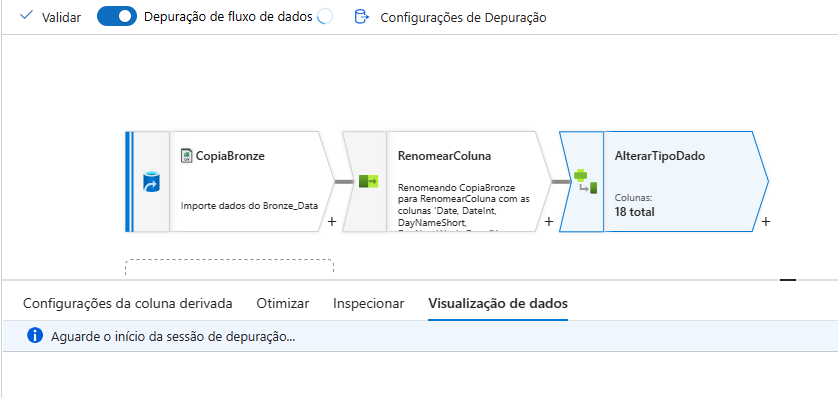 Validar
Depuração de fluxo de dados
Configurações de Depuração
CopiaBronze
Importe dados do Bronze_Data
+
RenomearColuna
Renomeando CopiaBronze
para RenomearColuna com as
colunas 'Date, DateInt,
DayNameShort,
+
AlterarTipoDado
Colunas:
18 total
+
Configurações da coluna derivada
Otimizar
Inspecionar
Visualização de dados
Aguarde o início da sessão de depuração...